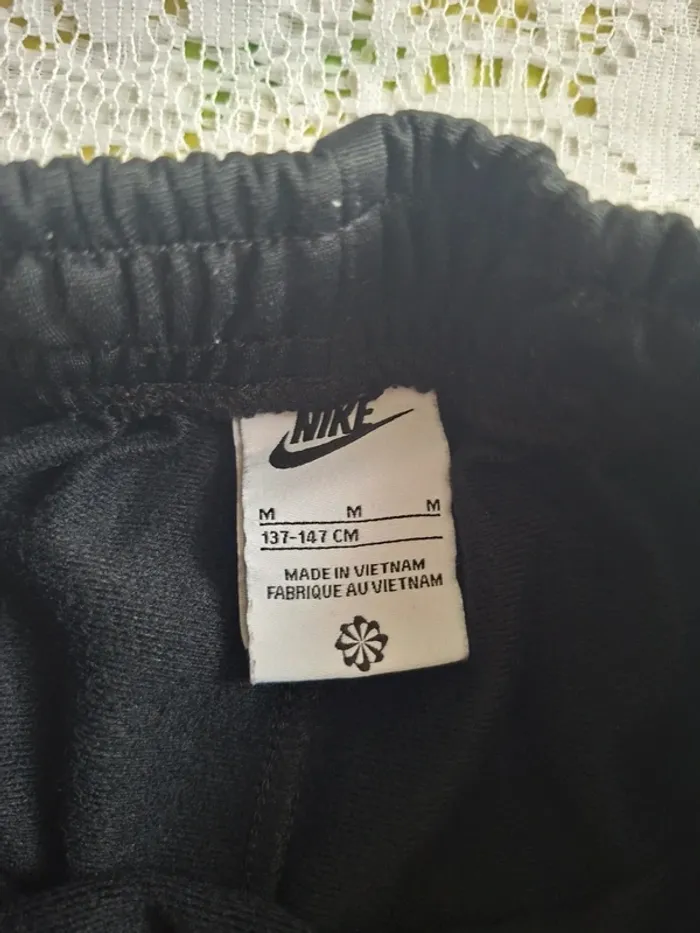 NIKE
M M M
137-147 CM
MADE IN VIETNAM
FABRIQUE AU VIETNAM